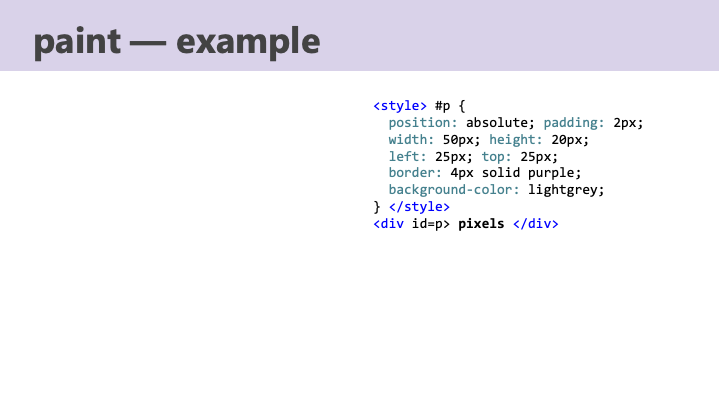 paint — example
<style> #p {
position: absolute; padding: 2px;
width: 50px; height: 20px;
left: 25px; top: 25px;
border: 4px solid purple;
background-color: lightgrey;
} </style>
<div id=p> pixels </div>